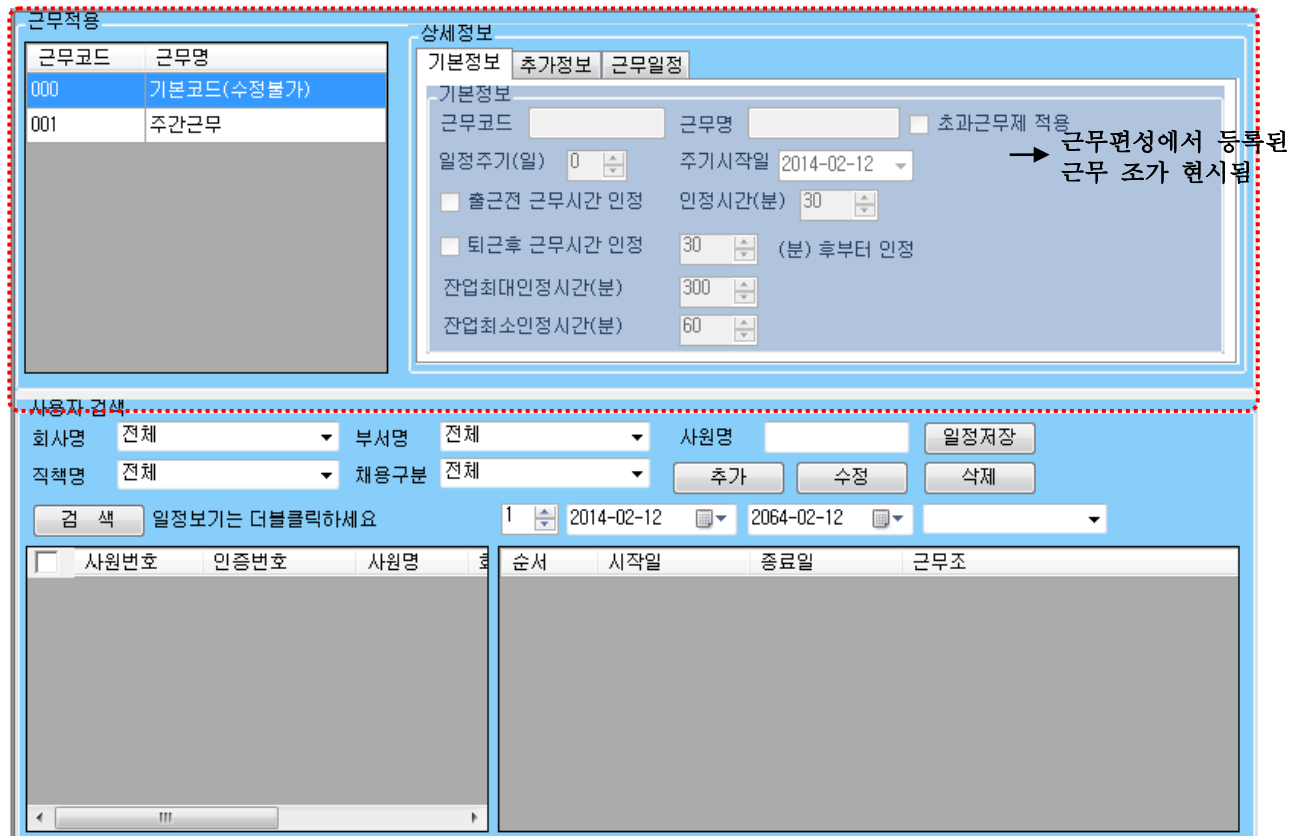 근무적용
근무코드 근무명
000 기본코드(수정불가)
001 주간근무
상세정보
기본정보 추가정보 근무일정
기본정보
근무코드 근무명 초과근무제 적용
일정주기(일) 0 주기시작일 2014-02-12
출근전 근무시간 인정 인정시간(분) 30
퇴근후 근무시간 인정 30 (분) 후부터 인정
잔업최대인정시간(분) 300
잔업최소인정시간(분) 60
근무편성에서 등록된
근무 조가 현시됨
사용자 검색
회사명 전체 부서명 전체 사원명 일정저장
직책명 전체 채용구분 전체 추가 수정 삭제
검 색 일정보기는 더블클릭하세요 1 2014-02-12 2064-02-12
사원번호 인증번호 사원명
순서 시작일 종료일 근무조